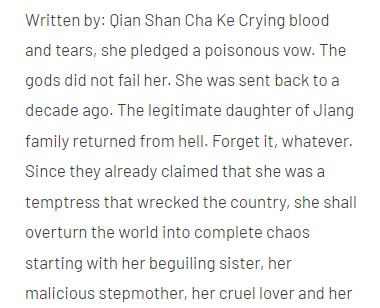 Written by: Qian Shan Cha Ke Crying blood
and tears, she pledged a poisonous vow. The
gods did not fail her. She was sent back to a
decade ago. The legitimate daughter of Jiang
family returned from hell. Forget it, whatever.
Since they already claimed that she was a
temptress that wrecked the country, she shall
overturn the world into complete chaos
starting with her beguiling sister, her
malicious stepmother, her cruel lover and her